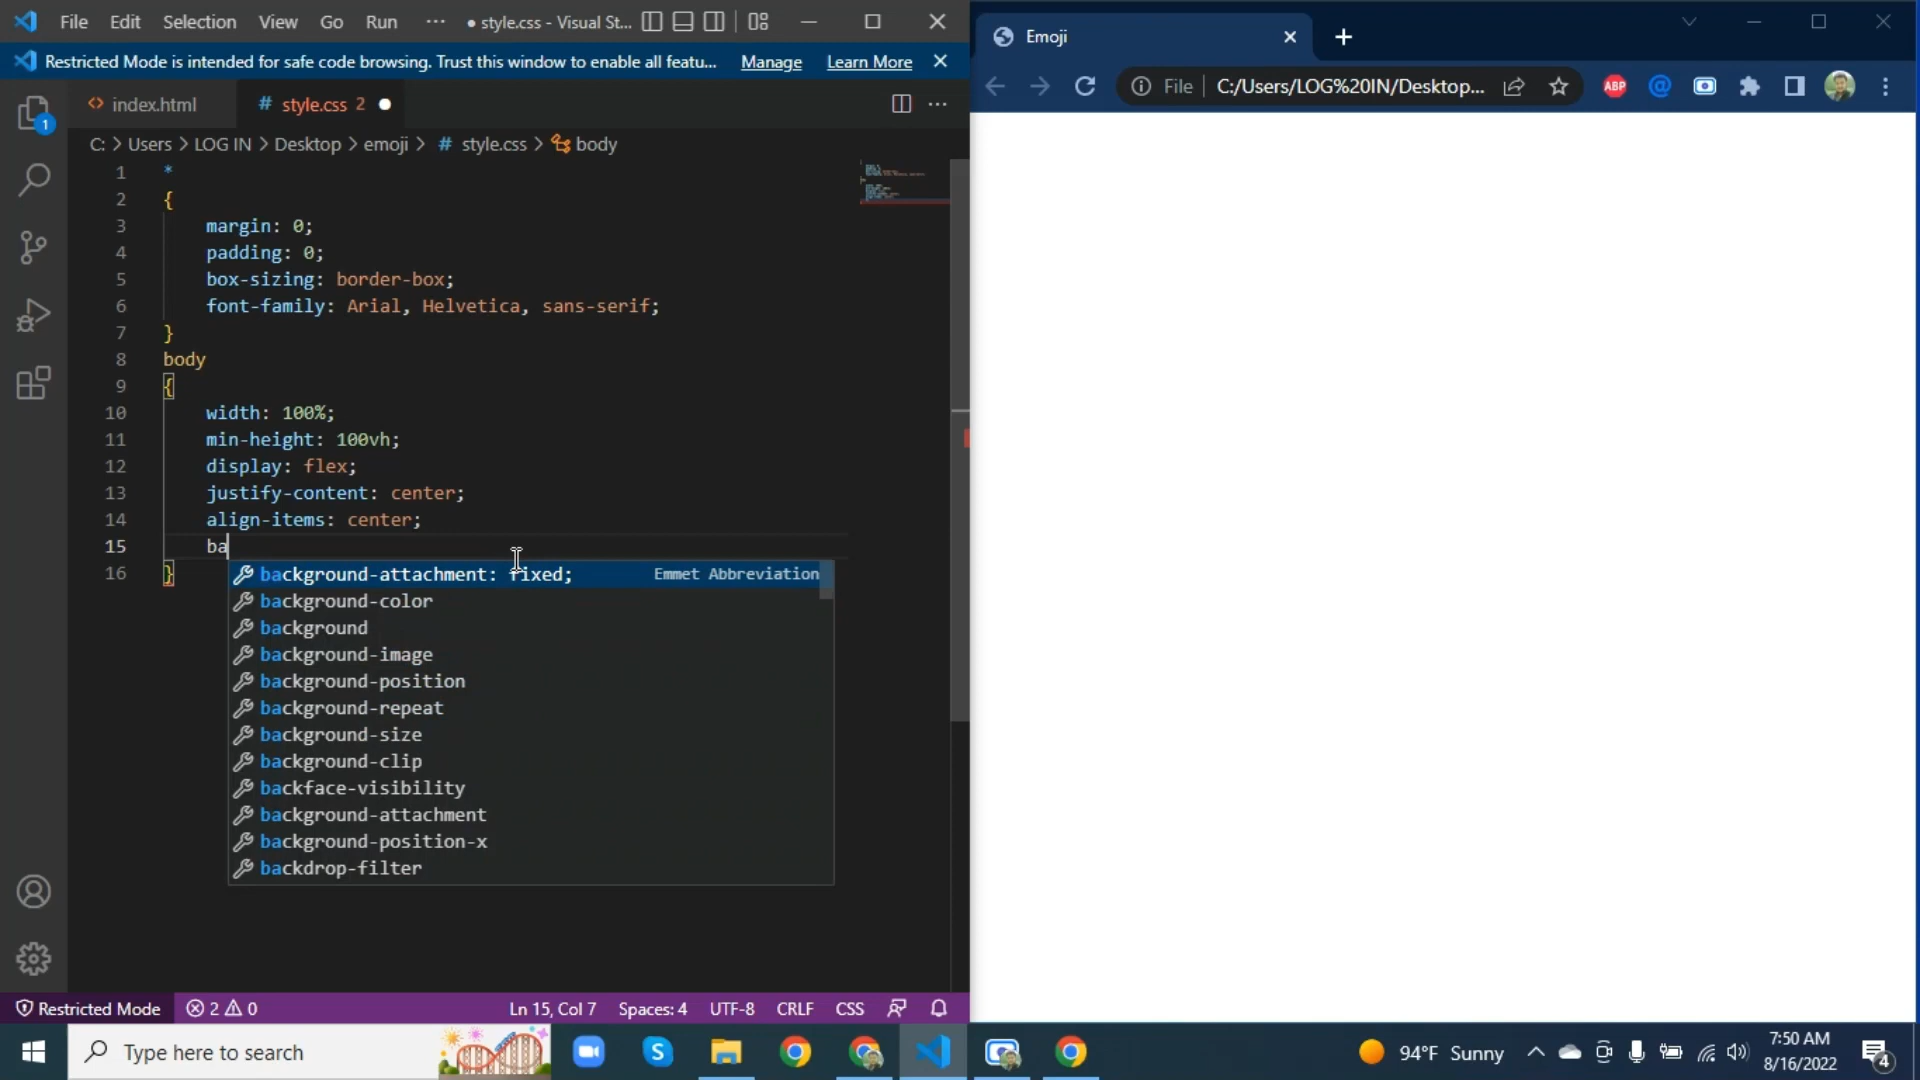 File Edit Selection View Go Run ··· ● style.css - Visual St...
Restricted Mode is intended for safe code browsing. Trust this window to enable all featu... Manage Learn More
index.html # style.css 2 ●
C: > Users > LOG IN > Desktop > emoji > # style.css > body
1 *
2 {
3 margin: 0;
4 padding: 0;
5 box-sizing: border-box;
6 font-family: Arial, Helvetica, sans-serif;
7 }
8 body
9 {
10 width: 100%;
11 min-height: 100vh;
12 display: flex;
13 justify-content: center;
14 align-items: center;
15 ba
16 }
background-attachment: fixed; Emmet Abbreviation
background-color
background
background-image
background-position
background-repeat
background-size
background-clip
backface-visibility
background-attachment
background-position-x
backdrop-filter
1
Restricted Mode 2 0 Ln 15, Col 7 Spaces: 4 UTF-8 CRLF CSS
Emoji
File C:/Users/LOG%20IN/Desktop... ABP
Type here to search
94°F Sunny
7:50 AM
8/16/2022
4